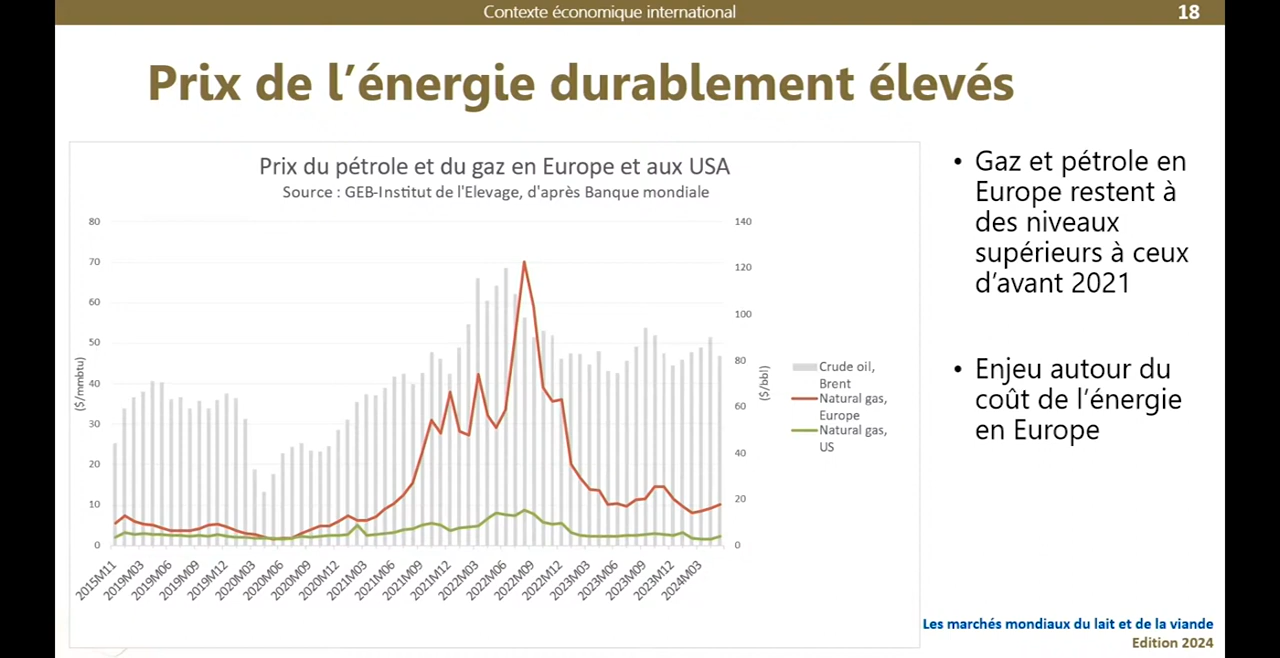 Contexte économique international
18
Prix de l’énergie durablement élevés
Prix du pétrole et du gaz en Europe et aux USA
Source : GEB-Institut de l'Elevage, d'après Banque mondiale
80
70
60
50
40
30
20
10
0
($/mmbtu)
140
120
100
80
60
40
20
0
($/bbl)
2015M11
2019M03
2019M06
2019M09
2019M12
2020M03
2020M06
2020M09
2020M12
2021M03
2021M06
2021M09
2021M12
2022M03
2022M06
2022M09
2022M12
2023M03
2023M06
2023M09
2023M12
2024M03
Crude oil,
Brent
Natural gas,
Europe
Natural gas,
US
• Gaz et pétrole en
Europe restent à
des niveaux
supérieurs à ceux
d’avant 2021
• Enjeu autour du
coût de l’énergie
en Europe
Les marchés mondiaux du lait et de la viande
Edition 2024